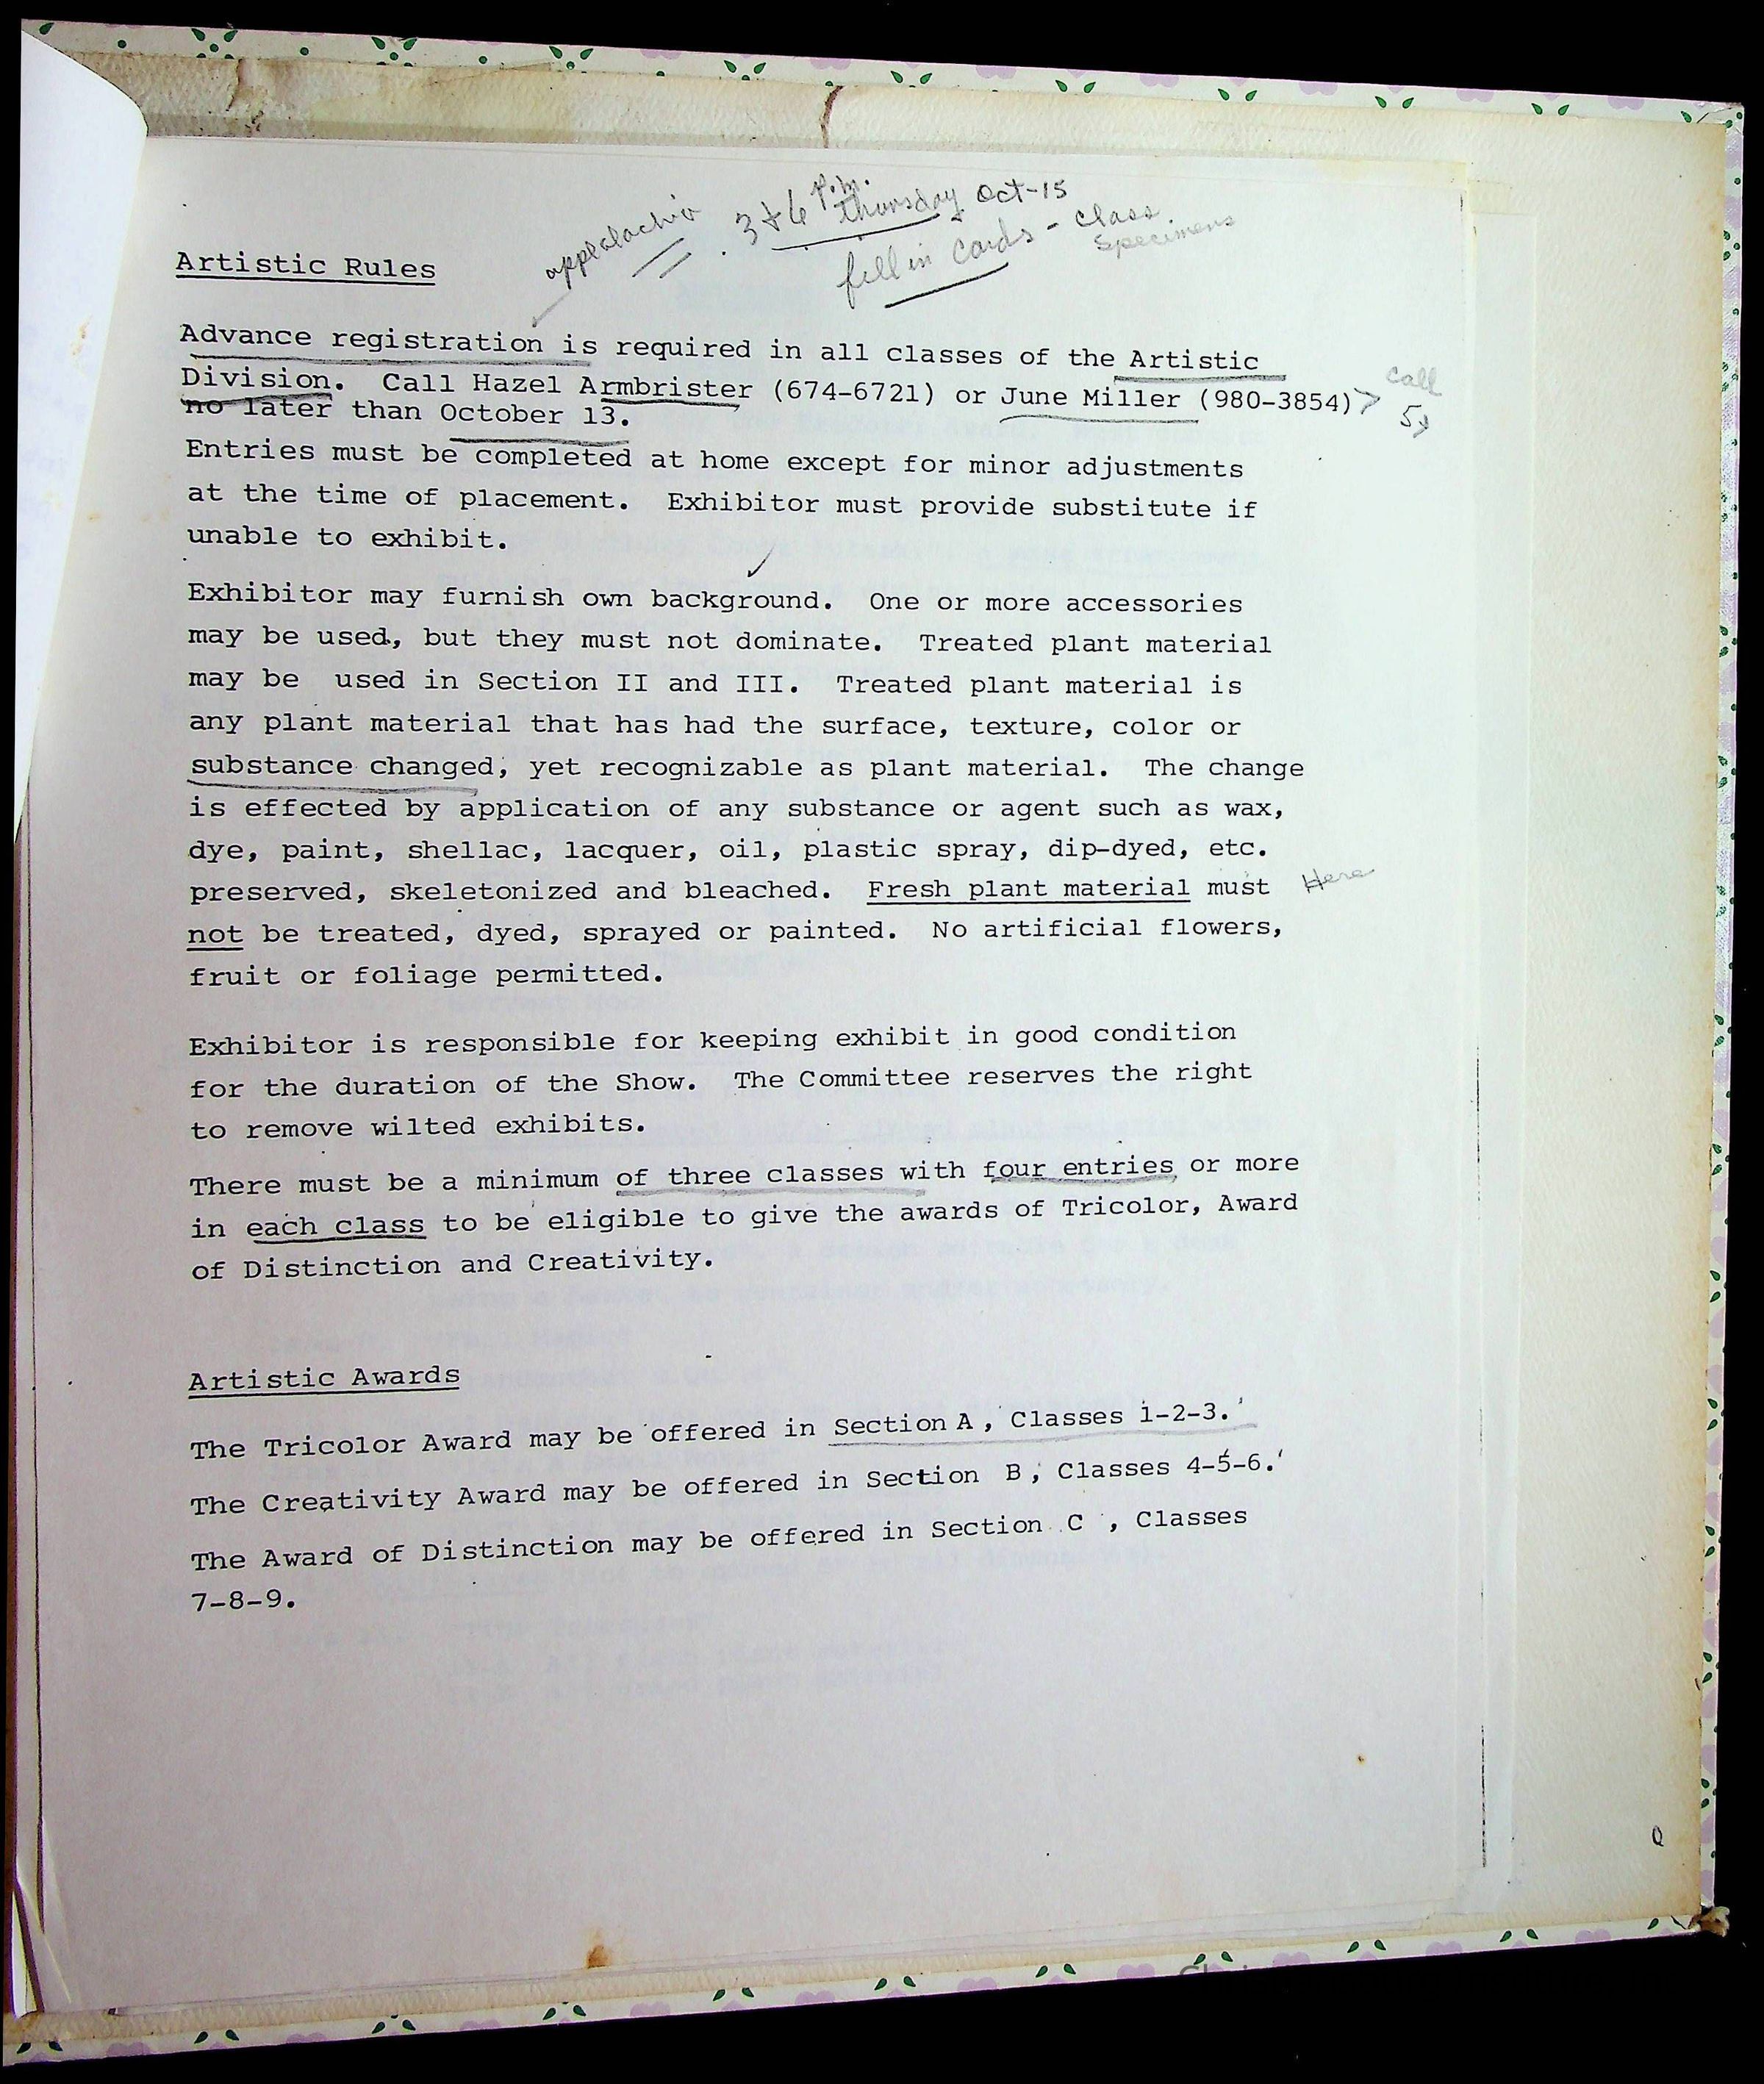 appalachia
3 & 6 p.m. Thursday Oct-15
fill in Cards - Class
Specimens
Artistic Rules
Advance registration is required in all classes of the Artistic
Division. Call Hazel Armbrister (674-6721) or June Miller (980-3854)
Call
no later than October 13.
Entries must be completed at home except for minor adjustments
at the time of placement. Exhibitor must provide substitute if
unable to exhibit.
Exhibitor may furnish own background. One or more accessories
may be used, but they must not dominate. Treated plant material
may be used in Section II and III. Treated plant material is
any plant material that has had the surface, texture, color or
substance changed, yet recognizable as plant material. The change
is effected by application of any substance or agent such as wax,
dye, paint, shellac, lacquer, oil, plastic spray, dip-dyed, etc.
preserved, skeletonized and bleached. Fresh plant material must Here
not be treated, dyed, sprayed or painted. No artificial flowers,
fruit or foliage permitted.
Exhibitor is responsible for keeping exhibit in good condition
for the duration of the Show. The Committee reserves the right
to remove wilted exhibits.
There must be a minimum of three classes with four entries or more
in each class to be eligible to give the awards of Tricolor, Award
of Distinction and Creativity.
Artistic Awards
The Tricolor Award may be offered in Section A, Classes 1-2-3.
The Creativity Award may be offered in Section B, Classes 4-5-6.
The Award of Distinction may be offered in Section C, Classes
7-8-9.